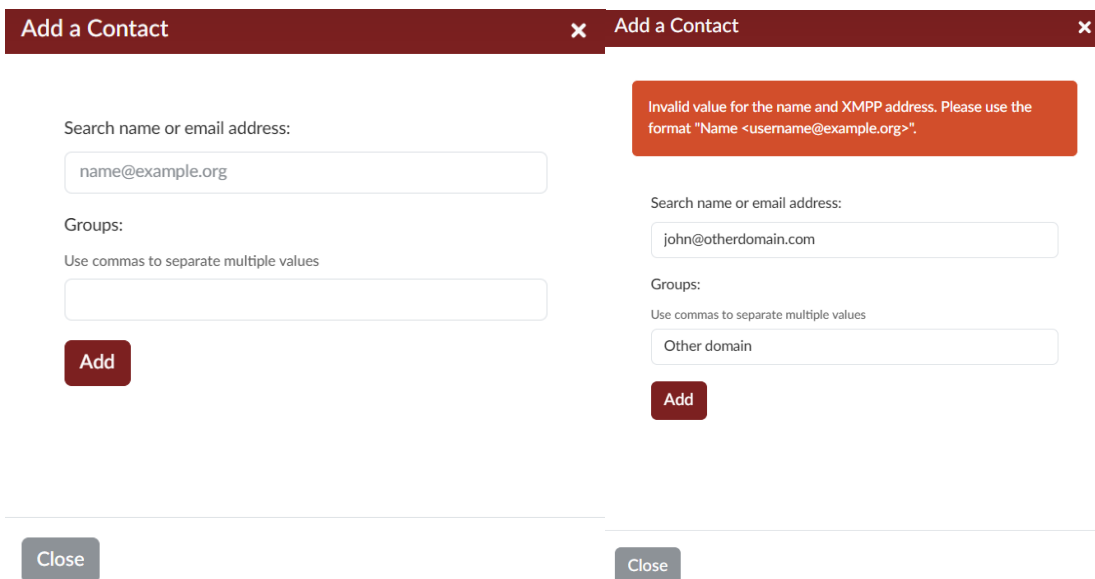 Add a Contact
×
Search name or email address:
name@example.org
Groups:
Use commas to separate multiple values
Add
Close
Add a Contact
×
Invalid value for the name and XMPP address. Please use the
format "Name <username@example.org>".
Search name or email address:
john@otherdomain.com
Groups:
Use commas to separate multiple values
Other domain
Add
Close